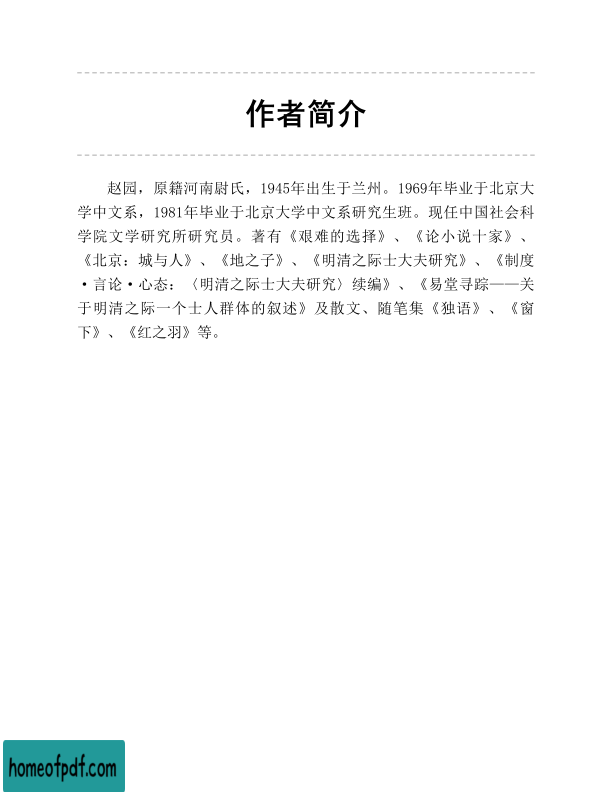 作者简介
赵园，原籍河南尉氏，1945年出生于兰州。1969年毕业于北京大
学中文系，1981年毕业于北京大学中文系研究生班。现任中国社会科
学院文学研究所研究员。著有《艰难的选择》、《论小说十家》、
《北京：城与人》、《地之子》、《明清之际士大夫研究》、《制度
·言论·心态：〈明清之际士大夫研究〉续编》、《易堂寻踪——关
于明清之际一个士人群体的叙述》及散文、随笔集《独语》、《窗
下》、《红之羽》等。
homeofpdf.com